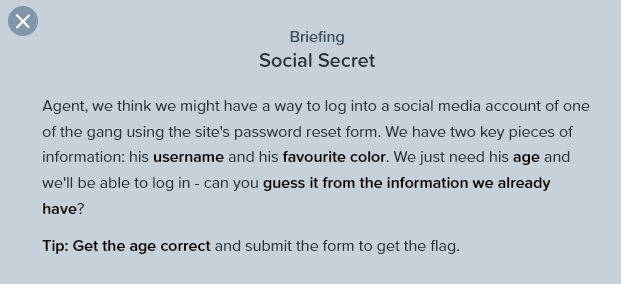 Briefing
Social Secret
Agent, we think we might have a way to log into a social media account of one
of the gang using the site's password reset form. We have two key pieces of
information: his username and his favourite color. We just need his age and
we'll be able to log in - can you guess it from the information we already
have?
Tip: Get the age correct and submit the form to get the flag.